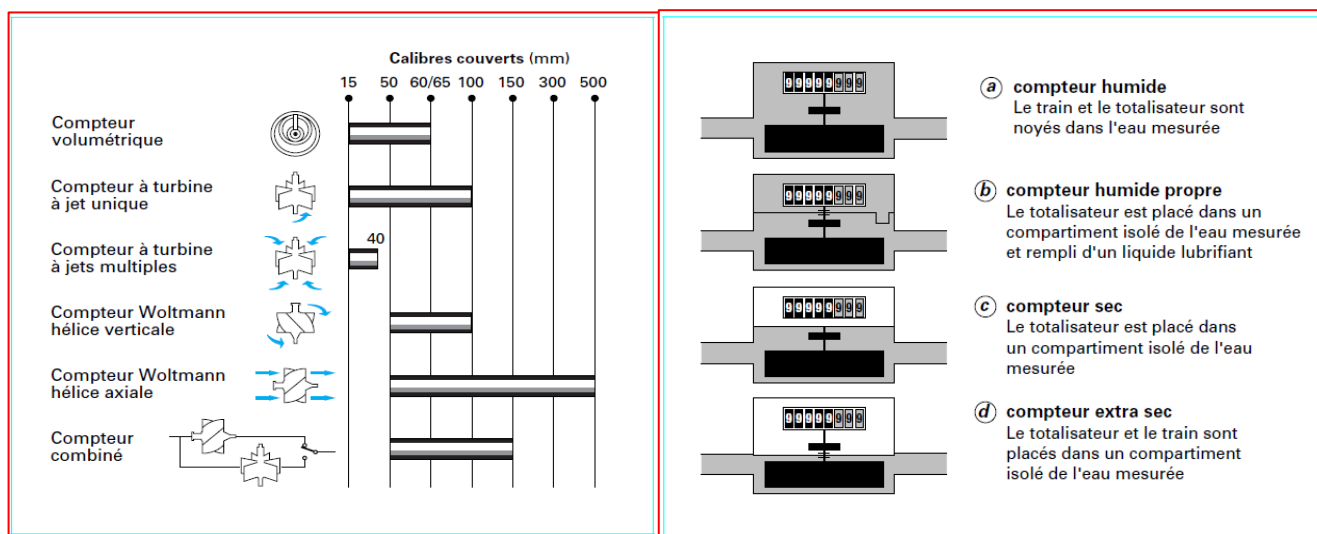 Calibres couverts (mm)
15 50 60/65 100 150 300 500
Compteur
volumétrique
Compteur à turbine
à jet unique
Compteur à turbine
à jets multiples
40
Compteur Woltmann
hélice verticale
Compteur Woltmann
hélice axiale
Compteur
combiné
99999999
a compteur humide
Le train et le totalisateur sont
noyés dans l'eau mesurée
99999999
b compteur humide propre
Le totalisateur est placé dans un
compartiment isolé de l'eau mesurée
et rempli d'un liquide lubrifiant
99999999
c compteur sec
Le totalisateur est placé dans
un compartiment isolé de l'eau
mesurée
99999999
d compteur extra sec
Le totalisateur et le train sont
placés dans un compartiment
isolé de l'eau mesurée